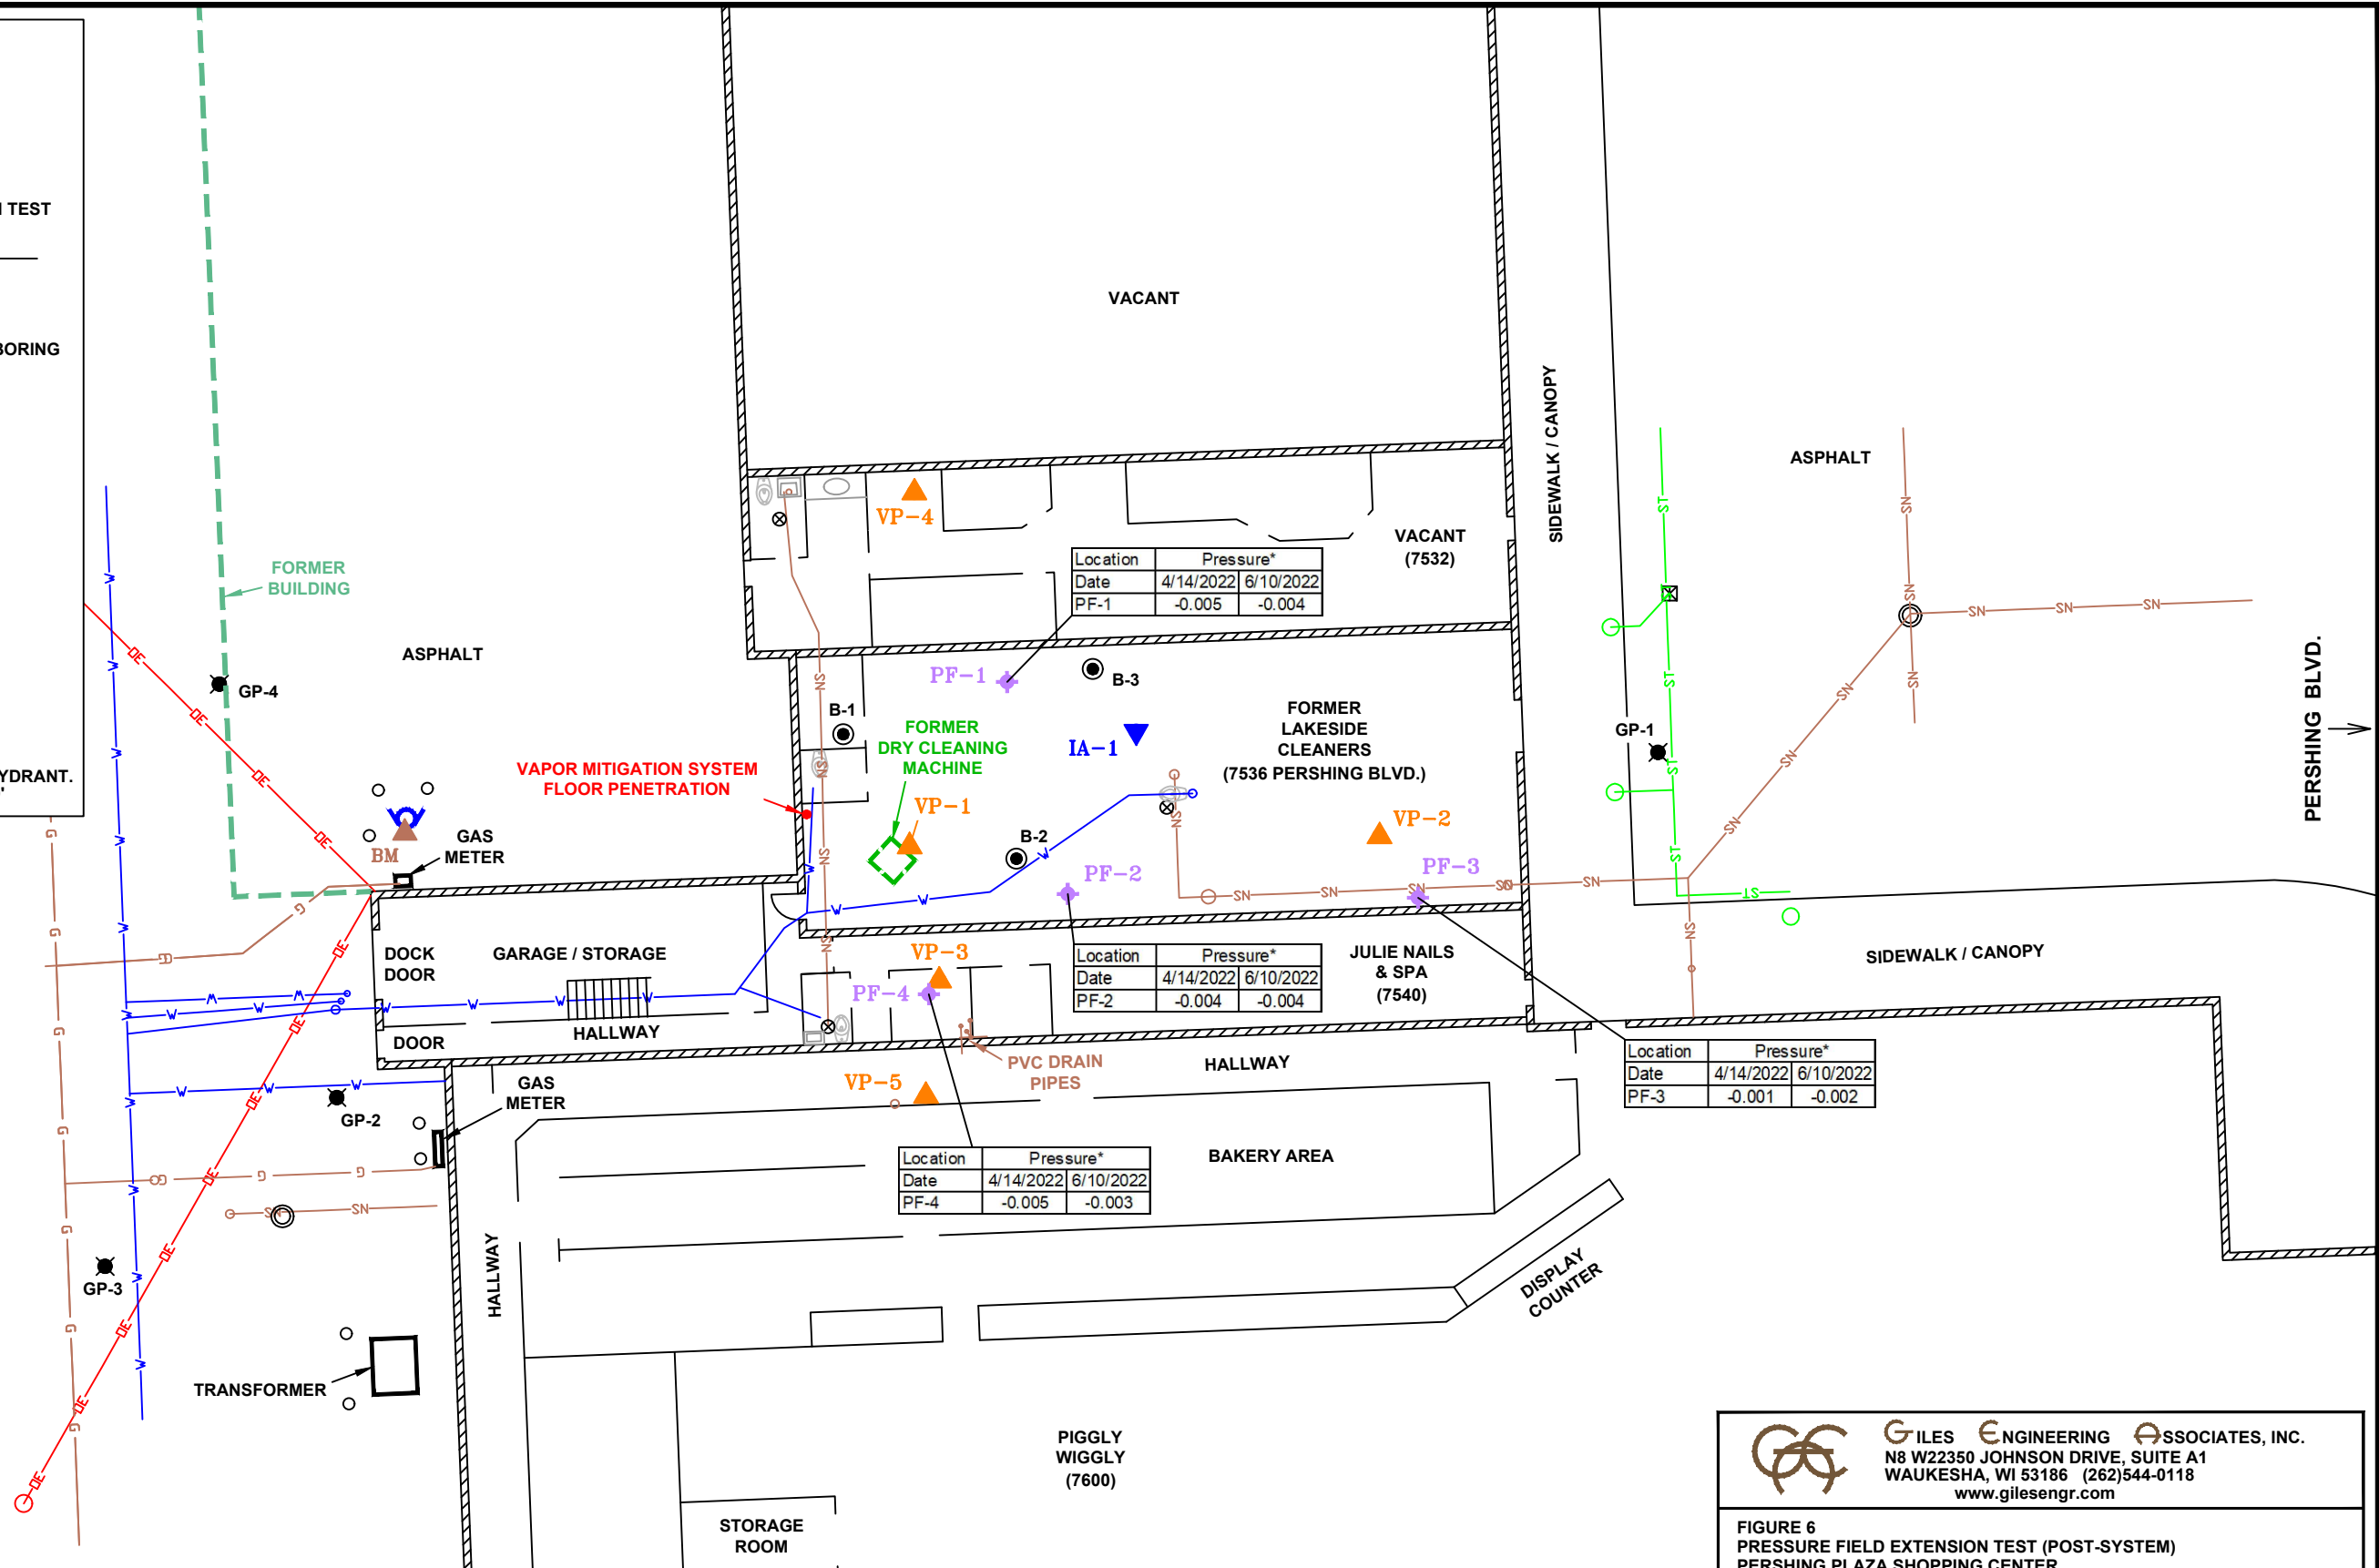 TEST
BORING
YDRANT.
VACANT
SIDEWALK / CANOPY
ASPHALT
VP-4
VACANT
(7532)
Location Pressure*
Date 4/14/2022 6/10/2022
PF-1 -0.005 -0.004
FORMER
BUILDING
ASPHALT
GP-4
PF-1
B-3
B-1
FORMER
DRY CLEANING
MACHINE
IA-1
FORMER
LAKESIDE
CLEANERS
(7536 PERSHING BLVD.)
GP-1
PERSHING BLVD.
VAPOR MITIGATION SYSTEM
FLOOR PENETRATION
VP-1
VP-2
B-2
BM
GAS
METER
PF-2
PF-3
DOCK
DOOR
GARAGE / STORAGE
VP-3
PF-4
Location Pressure*
Date 4/14/2022 6/10/2022
PF-2 -0.004 -0.004
JULIE NAILS
& SPA
(7540)
SIDEWALK / CANOPY
DOOR
HALLWAY
PVC DRAIN
PIPES
HALLWAY
Location Pressure*
Date 4/14/2022 6/10/2022
PF-3 -0.001 -0.002
GAS
METER
VP-5
GP-2
Location Pressure*
Date 4/14/2022 6/10/2022
PF-4 -0.005 -0.003
BAKERY AREA
HALLWAY
GP-3
DISPLAY
COUNTER
TRANSFORMER
PIGGLY
WIGGLY
(7600)
STORAGE
ROOM
GILES ENGINEERING ASSOCIATES, INC.
N8 W22350 JOHNSON DRIVE, SUITE A1
WAUKESHA, WI 53186 (262)544-0118
www.gilesengr.com
FIGURE 6
PRESSURE FIELD EXTENSION TEST (POST-SYSTEM)
PERSHING PLAZA SHOPPING CENTER